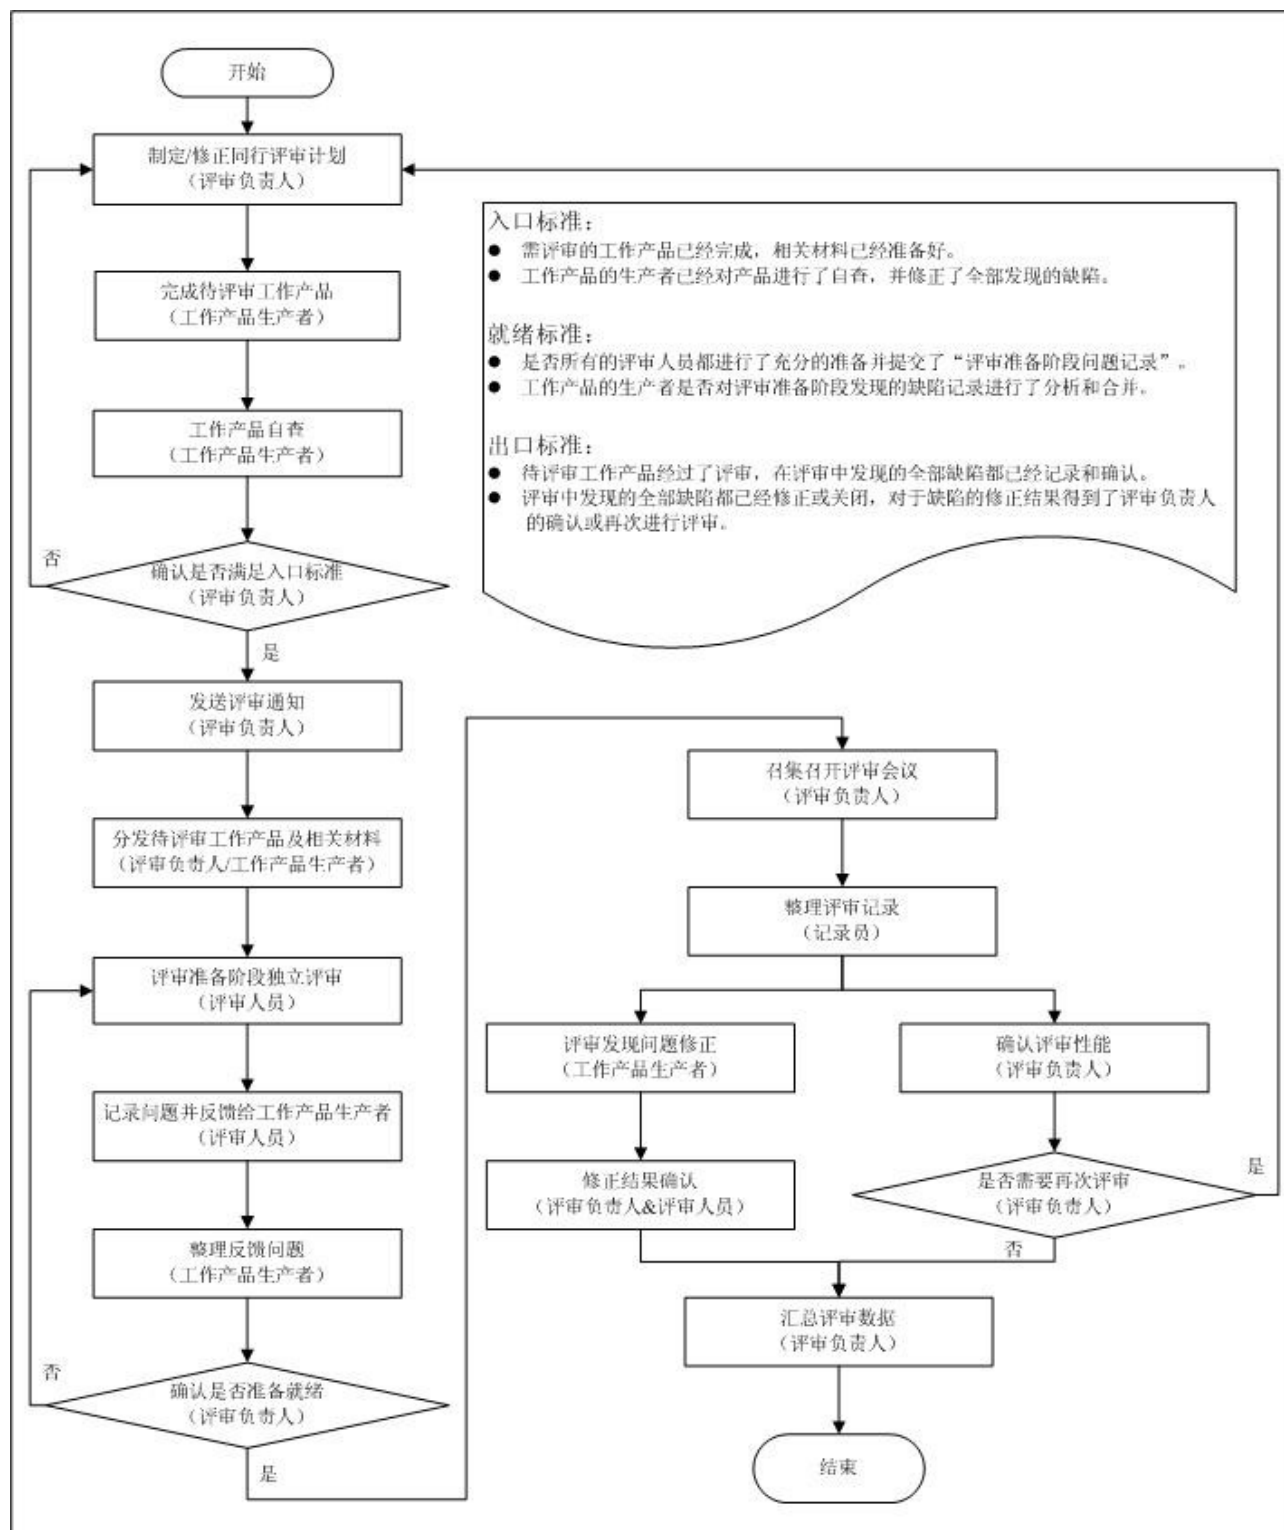 开始
制定/修正同行评审计划
（评审负责人）
完成待评审工作产品
（工作产品生产者）
工作产品自查
（工作产品生产者）
否
确认是否满足入口标准
（评审负责人）
是
发送评审通知
（评审负责人）
分发待评审工作产品及相关材料
（评审负责人/工作产品生产者）
评审准备阶段独立评审
（评审人员）
记录问题并反馈给工作产品生产者
（评审人员）
整理反馈问题
（工作产品生产者）
否
确认是否准备就绪
（评审负责人）
是
入口标准：
● 需评审的工作产品已经完成，相关材料已经准备好。
● 工作产品的生产者已经对产品进行了自查，并修正了全部发现的缺陷。
就绪标准：
● 是否所有的评审人员都进行了充分的准备并提交了“评审准备阶段问题记录”。
● 工作产品的生产者是否对评审准备阶段发现的缺陷记录进行了分析和合并。
出口标准：
● 待评审工作产品经过了评审，在评审中发现的全部缺陷都已经记录和确认。
● 评审中发现的全部缺陷都已经修正或关闭，对于缺陷的修正结果得到了评审负责人
的确认或再次进行评审。
召集召开评审会议
（评审负责人）
整理评审记录
（记录员）
评审发现问题修正
（工作产品生产者）
确认评审性能
（评审负责人）
修正结果确认
（评审负责人&评审人员）
是否需要再次评审
（评审负责人）
是
否
汇总评审数据
（评审负责人）
结束